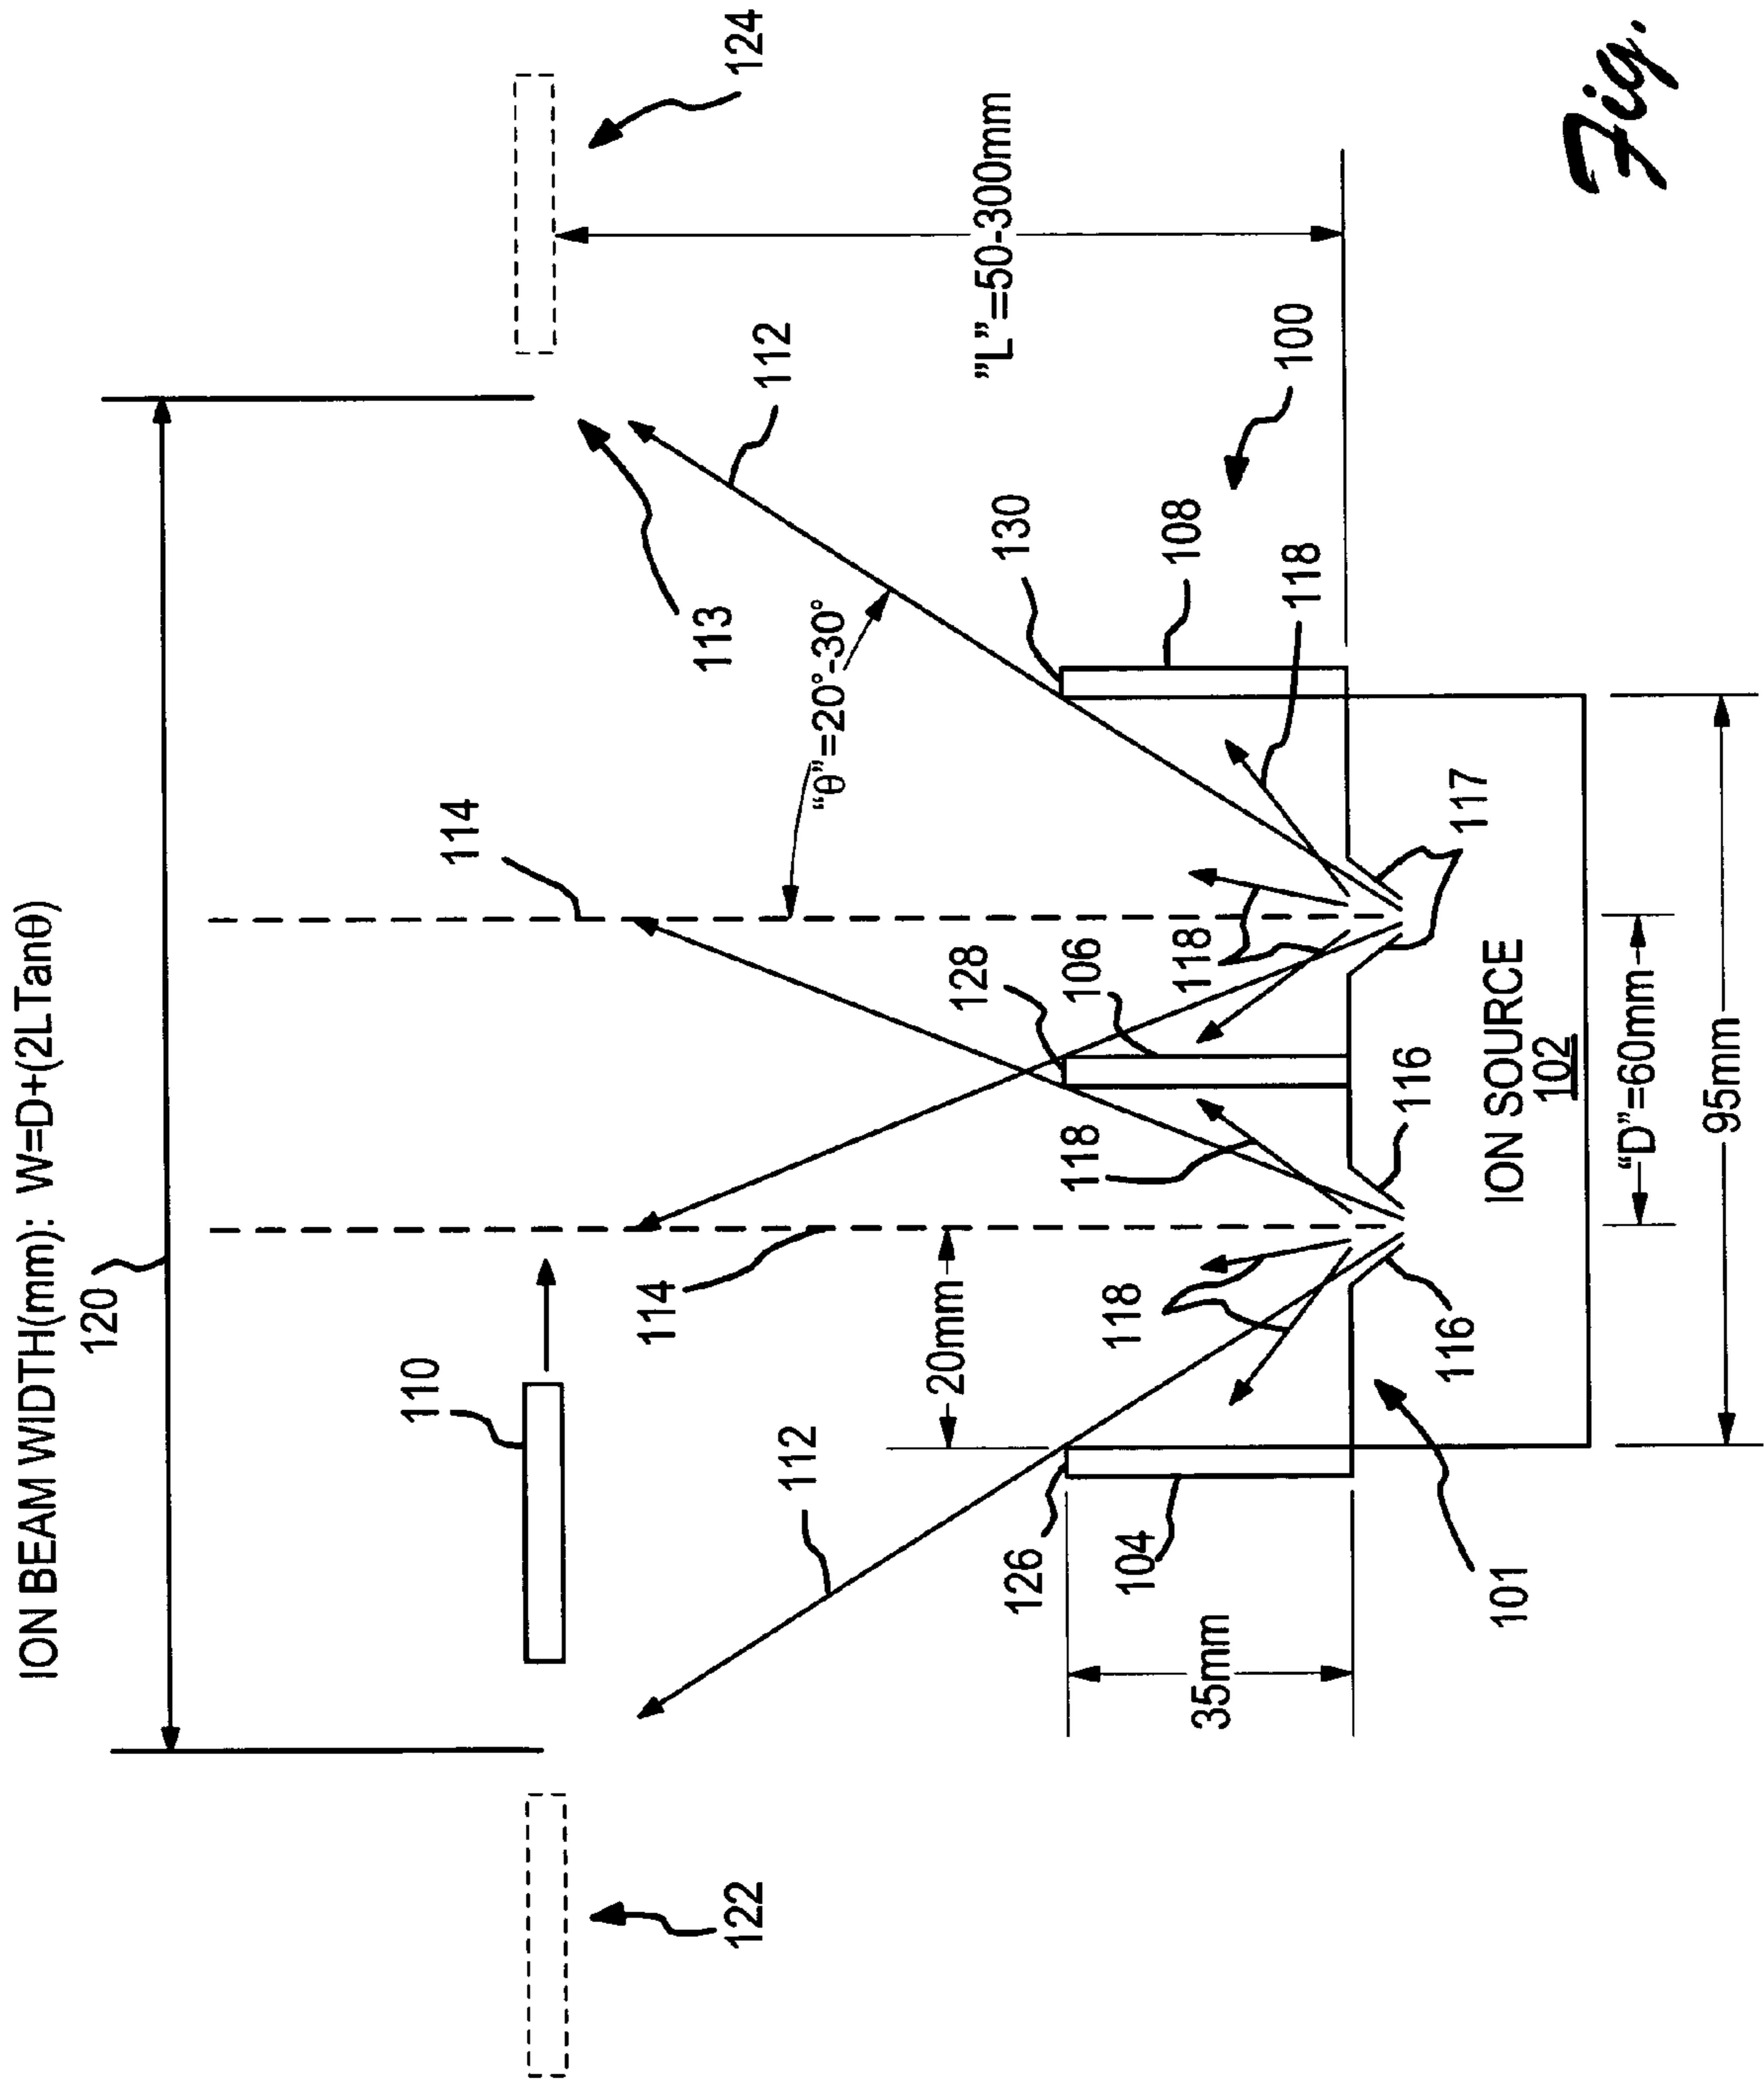 ION BEAM WIDTH(mm): W=D+(2LTanθ)
120
122
124
110
114
114
112
112
113
"θ"=20°-30°
"L"=50-300mm
20mm
126
128
130
104
106
108
100
35mm
118
118
118
118
116
116
117
101
ION SOURCE
102
"D"=60mm
95mm
Fig.